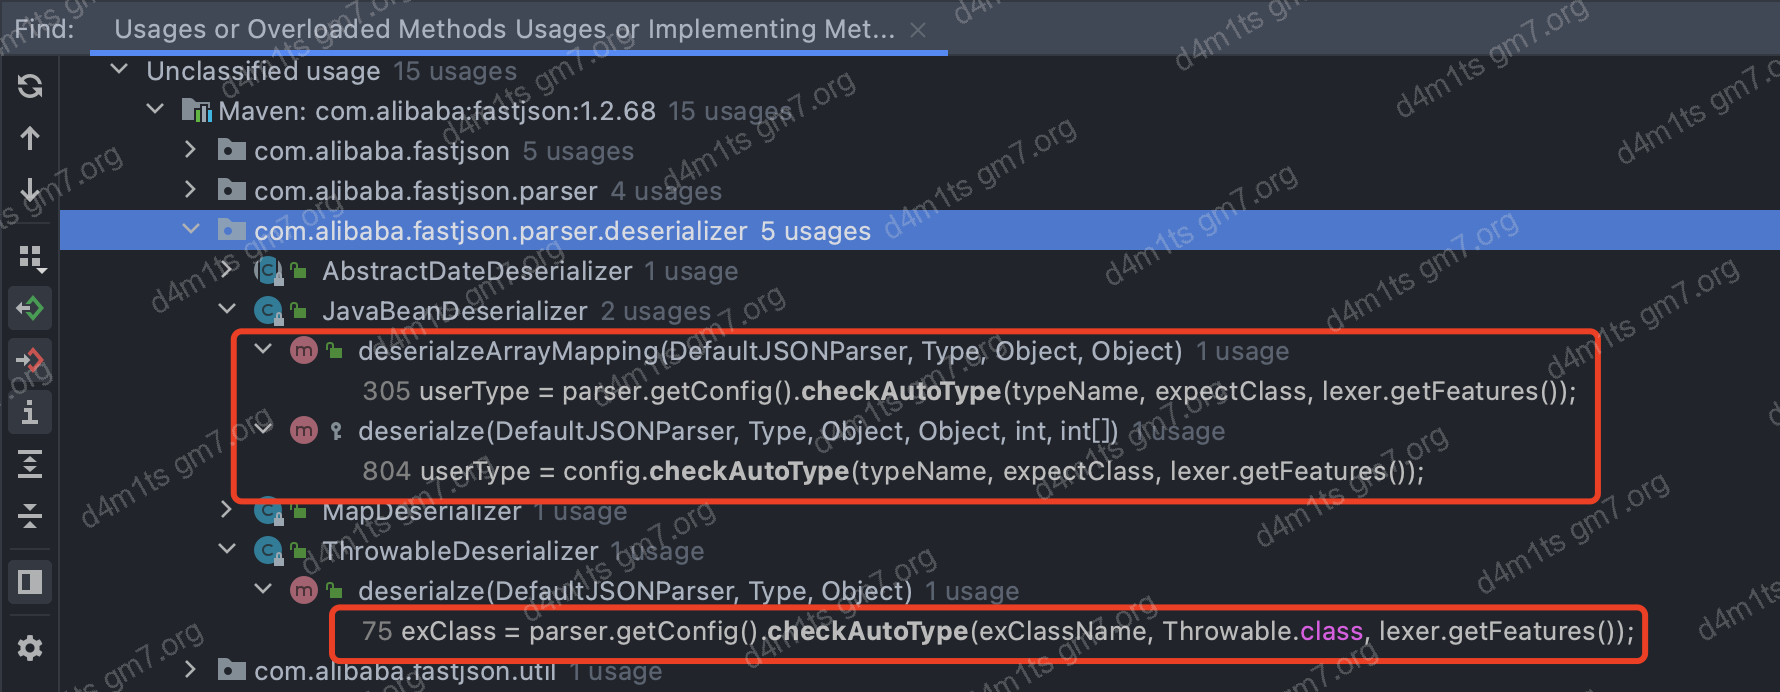 Find: Usages or Overloaded Methods Usages or Implementing Met...
Unclassified usage 15 usages
Maven: com.alibaba:fastjson:1.2.68 15 usages
com.alibaba.fastjson 5 usages
com.alibaba.fastjson.parser 4 usages
com.alibaba.fastjson.parser.deserializer 5 usages
AbstractDateDeserializer 1 usage
JavaBeanDeserializer 2 usages
deserialzeArrayMapping(DefaultJSONParser, Type, Object, Object) 1 usage
305 userType = parser.getConfig().checkAutoType(typeName, expectClass, lexer.getFeatures());
deserialze(DefaultJSONParser, Type, Object, Object, int, int[]) 1 usage
804 userType = config.checkAutoType(typeName, expectClass, lexer.getFeatures());
MapDeserializer 1 usage
ThrowableDeserializer 1 usage
deserialze(DefaultJSONParser, Type, Object) 1 usage
75 exClass = parser.getConfig().checkAutoType(exClassName, Throwable.class, lexer.getFeatures());
com.alibaba.fastjson.util 1 usage
d4m1ts gm7.org